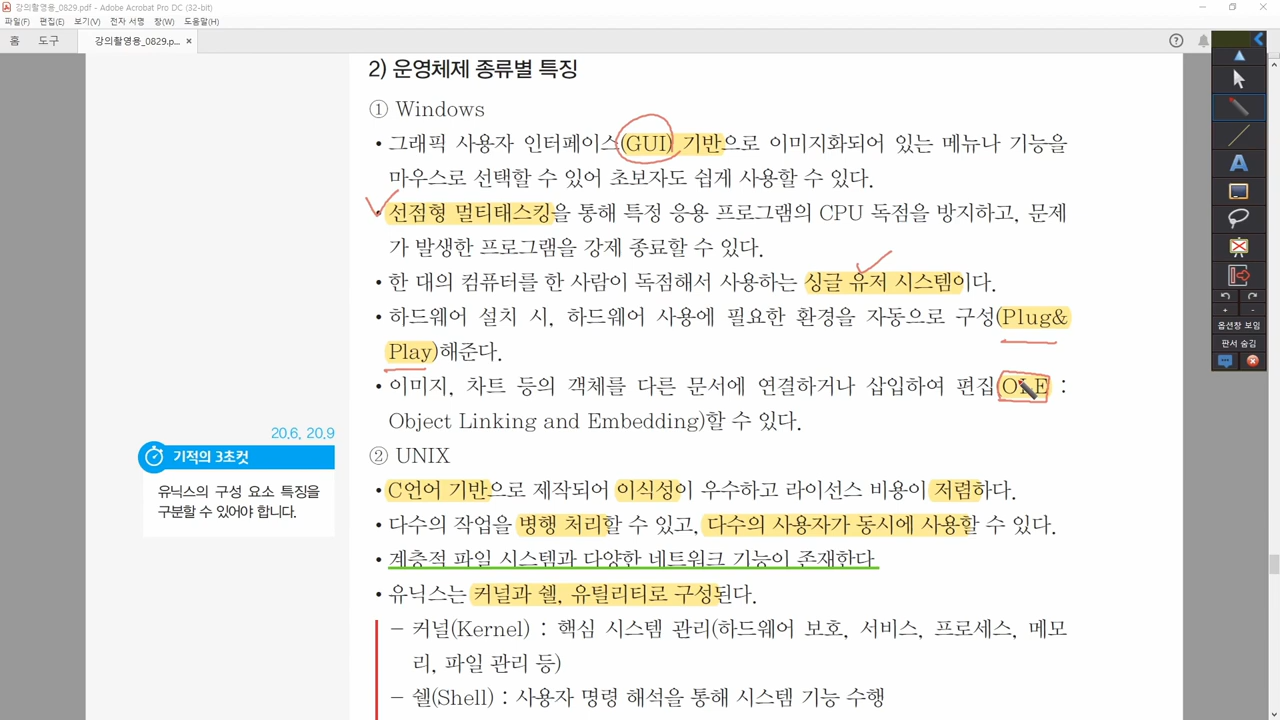 강의촬영용_0829.pdf - Adobe Acrobat Pro DC (32-bit)
파일(F) 편집(E) 보기(V) 전자 서명 창(W) 도움말(H)
홈 도구 강의촬영용_0829.p... ×
2) 운영체제 종류별 특징
① Windows
• 그래픽 사용자 인터페이스(GUI) 기반으로 이미지화되어 있는 메뉴나 기능을
마우스로 선택할 수 있어 초보자도 쉽게 사용할 수 있다.
• 선점형 멀티태스킹을 통해 특정 응용 프로그램의 CPU 독점을 방지하고, 문제
가 발생한 프로그램을 강제 종료할 수 있다.
• 한 대의 컴퓨터를 한 사람이 독점해서 사용하는 싱글 유저 시스템이다.
• 하드웨어 설치 시, 하드웨어 사용에 필요한 환경을 자동으로 구성(Plug&
Play)해준다.
• 이미지, 차트 등의 객체를 다른 문서에 연결하거나 삽입하여 편집(OLE :
Object Linking and Embedding)할 수 있다.
20.6, 20.9
기적의 3초컷
유닉스의 구성 요소 특징을
구분할 수 있어야 합니다.
② UNIX
• C언어 기반으로 제작되어 이식성이 우수하고 라이선스 비용이 저렴하다.
• 다수의 작업을 병행 처리할 수 있고, 다수의 사용자가 동시에 사용할 수 있다.
• 계층적 파일 시스템과 다양한 네트워크 기능이 존재한다.
• 유닉스는 커널과 쉘, 유틸리티로 구성된다.
– 커널(Kernel) : 핵심 시스템 관리(하드웨어 보호, 서비스, 프로세스, 메모
리, 파일 관리 등)
– 쉘(Shell) : 사용자 명령 해석을 통해 시스템 기능 수행
A
+ -
옵션창 보임
판서 숨김